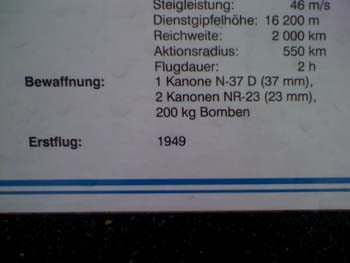 Steigleistung: 46 m/s
Dienstgipfelhöhe: 16 200 m
Reichweite: 2 000 km
Aktionsradius: 550 km
Flugdauer: 2 h
Bewaffnung: 1 Kanone N-37 D (37 mm),
2 Kanonen NR-23 (23 mm),
200 kg Bomben
Erstflug: 1949